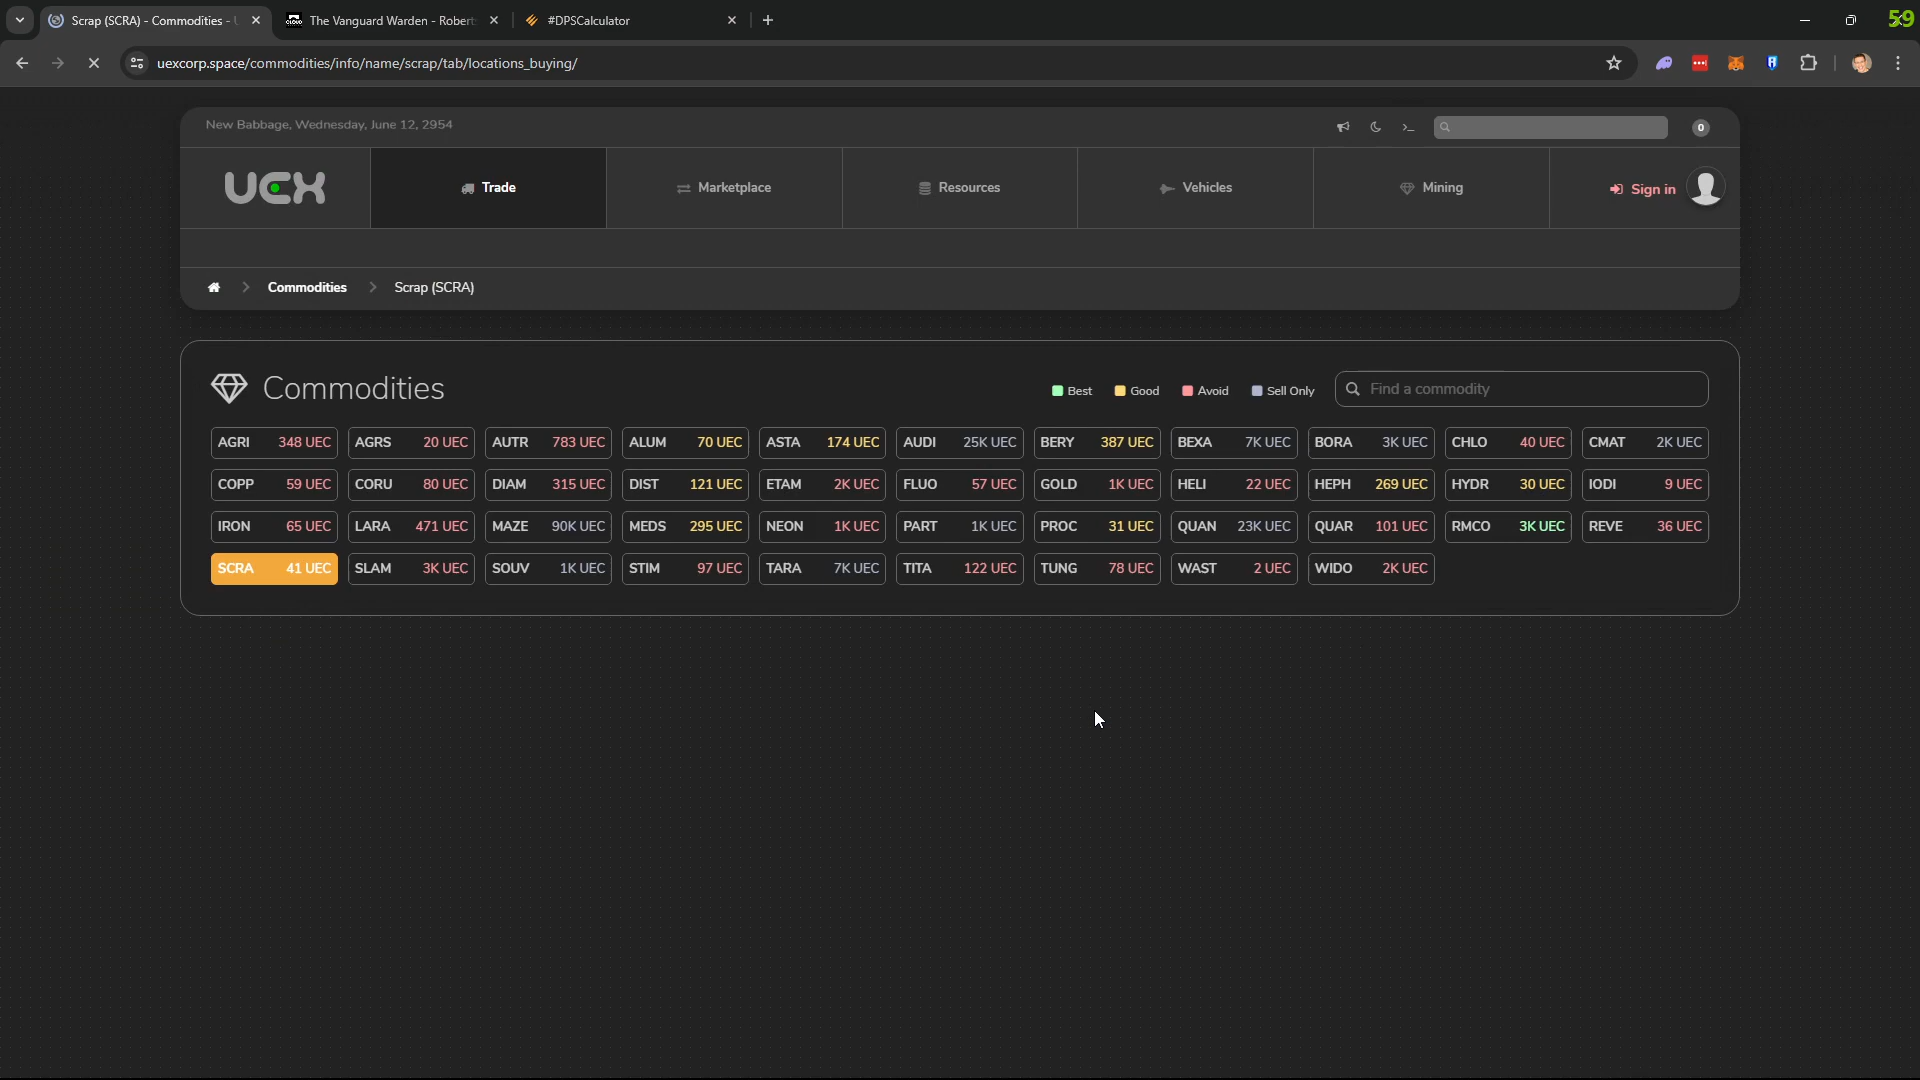 Scrap (SCRA) - Commodities - U
The Vanguard Warden - Robert
#DPSCalculator
59
uexcorp.space/commodities/info/name/scrap/tab/locations_buying/
New Babbage, Wednesday, June 12, 2954
0
UEX
Trade
Marketplace
Resources
Vehicles
Mining
Sign in
Commodities
Scrap (SCRA)
Commodities
Best
Good
Avoid
Sell Only
Find a commodity
AGRI 348 UEC AGRS 20 UEC AUTR 783 UEC ALUM 70 UEC ASTA 174 UEC AUDI 25K UEC BERY 387 UEC BEXA 7K UEC BORA 3K UEC CHLO 40 UEC CMAT 2K UEC
COPP 59 UEC CORU 80 UEC DIAM 315 UEC DIST 121 UEC ETAM 2K UEC FLUO 57 UEC GOLD 1K UEC HELI 22 UEC HEPH 269 UEC HYDR 30 UEC IODI 9 UEC
IRON 65 UEC LARA 471 UEC MAZE 90K UEC MEDS 295 UEC NEON 1K UEC PART 1K UEC PROC 31 UEC QUAN 23K UEC QUAR 101 UEC RMCO 3K UEC REVE 36 UEC
SCRA 41 UEC SLAM 3K UEC SOUV 1K UEC STIM 97 UEC TARA 7K UEC TITA 122 UEC TUNG 78 UEC WAST 2 UEC WIDO 2K UEC